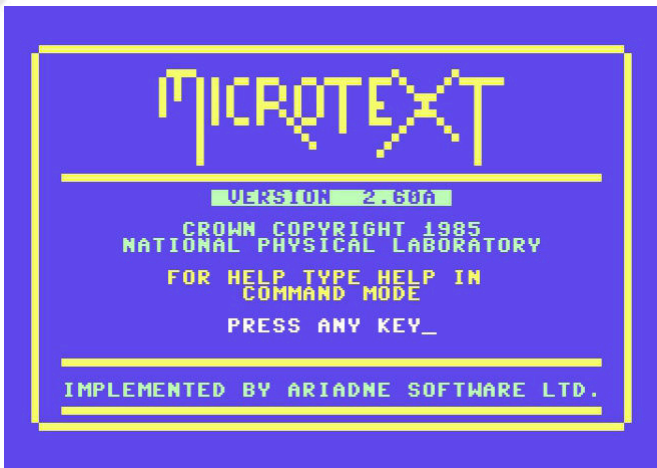 MICROTEXT
VERSION 2.60A
CROWN COPYRIGHT 1985
NATIONAL PHYSICAL LABORATORY
FOR HELP TYPE HELP IN
COMMAND MODE
PRESS ANY KEY_
IMPLEMENTED BY ARIADNE SOFTWARE LTD.